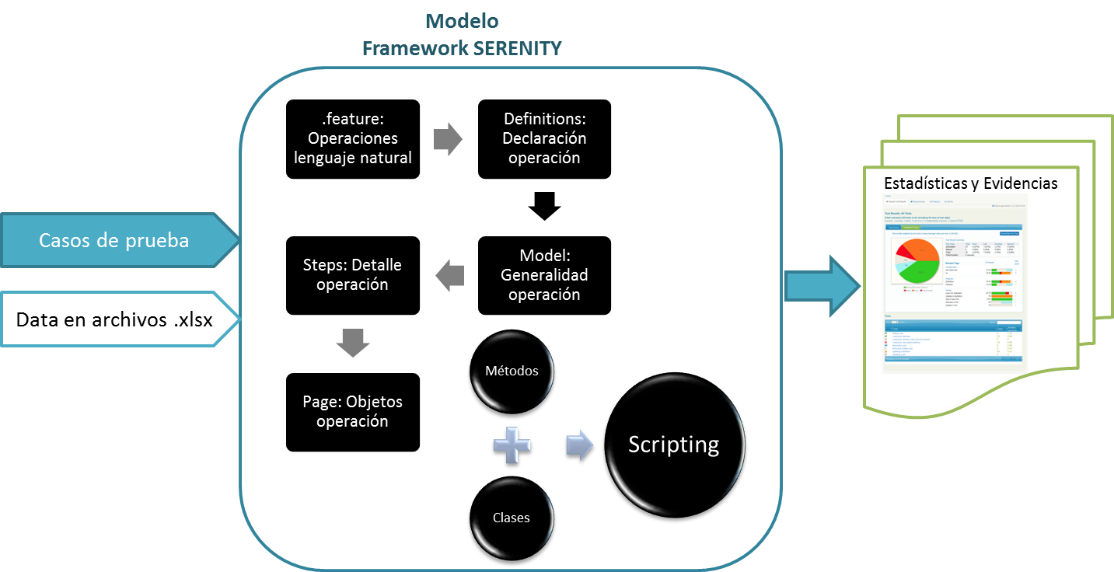 Modelo
Framework SERENITY
.feature:
Operaciones
lenguaje natural)
Definitions:
Declaración
operación
Casos de prueba
Data en archivos .xlsx
Steps: Detalle
operación
Model:
Generalidad
operación
Page: Objetos
operación
Métodos
Clases
Scripting
Estadísticas y Evidencias